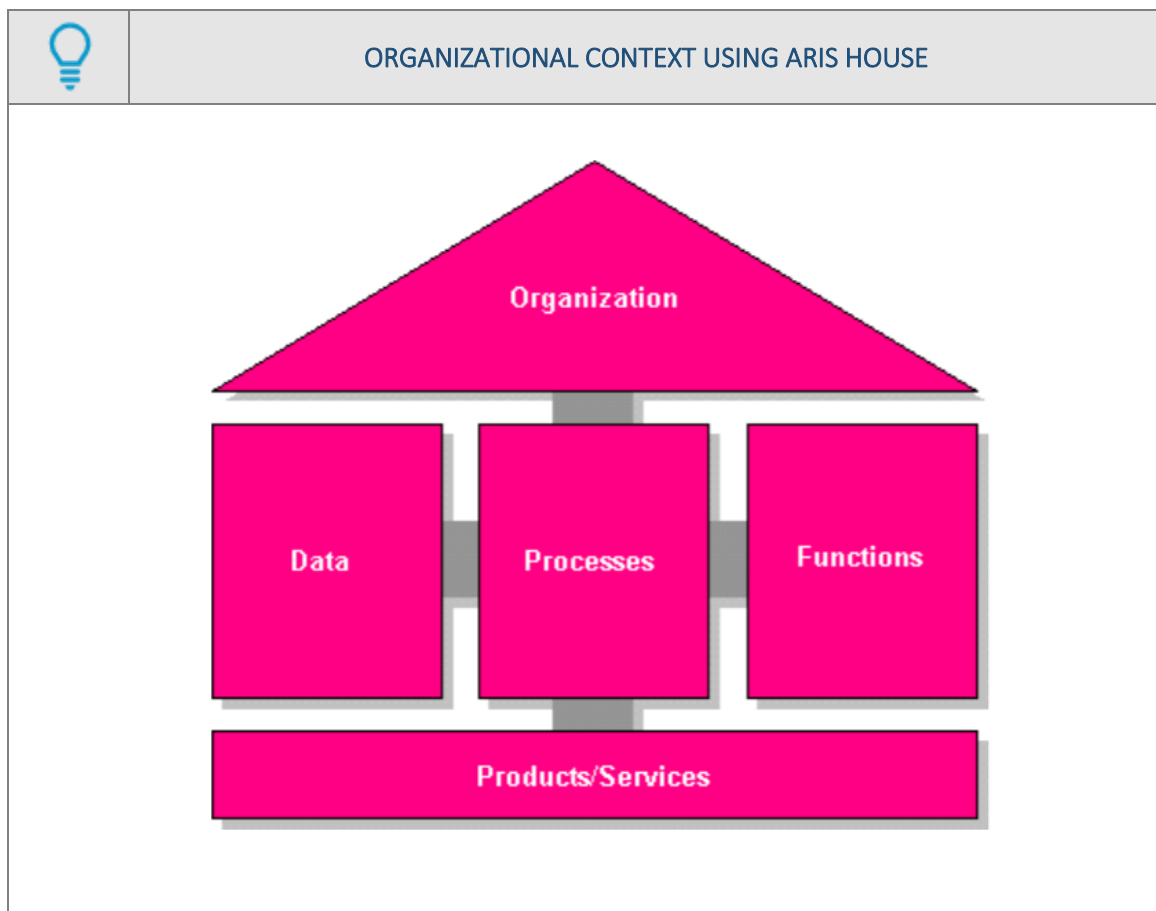 ORGANIZATIONAL CONTEXT USING ARIS HOUSE
Organization
Data
Processes
Functions
Products/Services